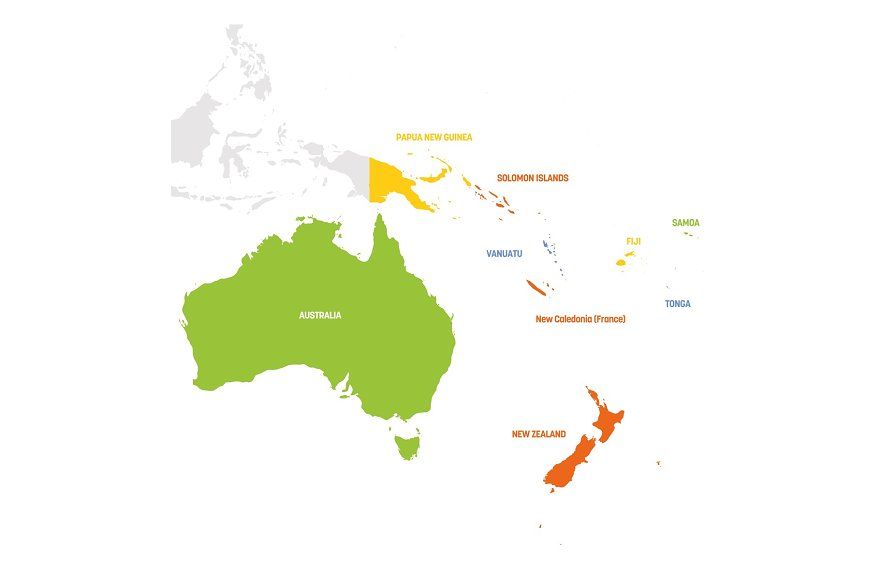 PAPUA NEW GUINEA
SOLOMON ISLANDS
SAMOA
FIJI
VANUATU
TONGA
AUSTRALIA
New Caledonia (France)
NEW ZEALAND